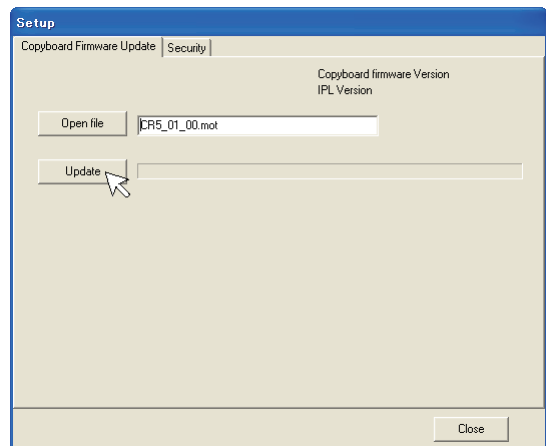 Setup
Copyboard Firmware Update Security
Copyboard firmware Version
IPL Version
Open file CR5_01_00.mot
Update
Close